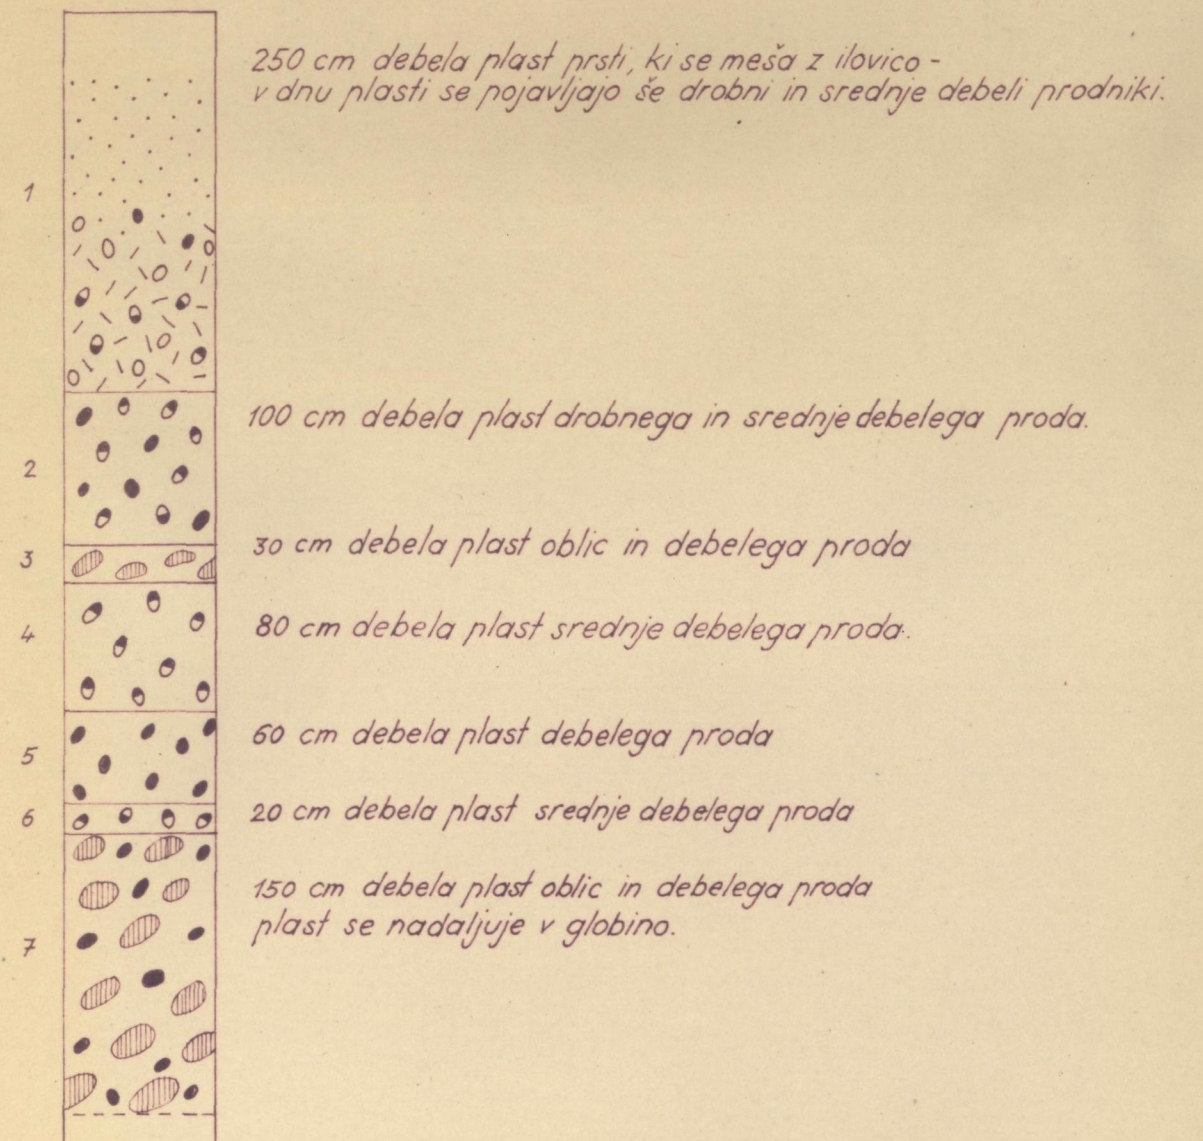 250 cm debela plast prsti, ki se meša z ilovico -
v dnu plasti se pojavljajo še drobni in srednje debeli prodniki.
1
100 cm debela plast drobnega in srednje debelega proda.
2
30 cm debela plast oblic in debelega proda
3
80 cm debela plast srednje debelega proda.
4
60 cm debela plast debelega proda
5
20 cm debela plast srednje debelega proda
6
150 cm debela plast oblic in debelega proda
plast se nadaljuje v globino.
7